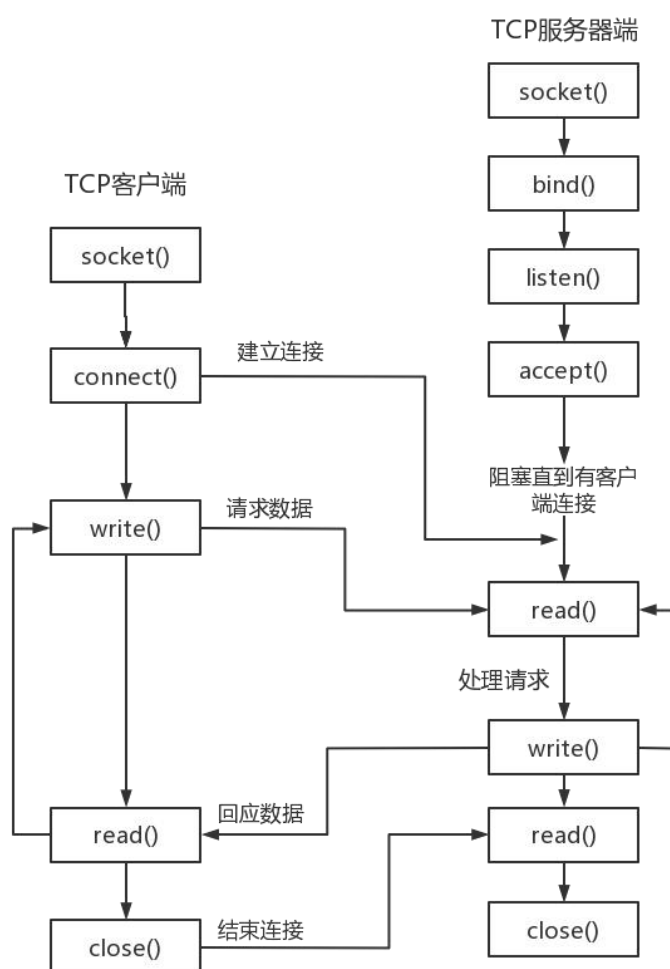 TCP服务器端
socket()
bind()
listen()
accept()
阻塞直到有客户
端连接
read()
处理请求
write()
read()
close()
TCP客户端
socket()
connect()
write()
read()
close()
建立连接
请求数据
回应数据
结束连接